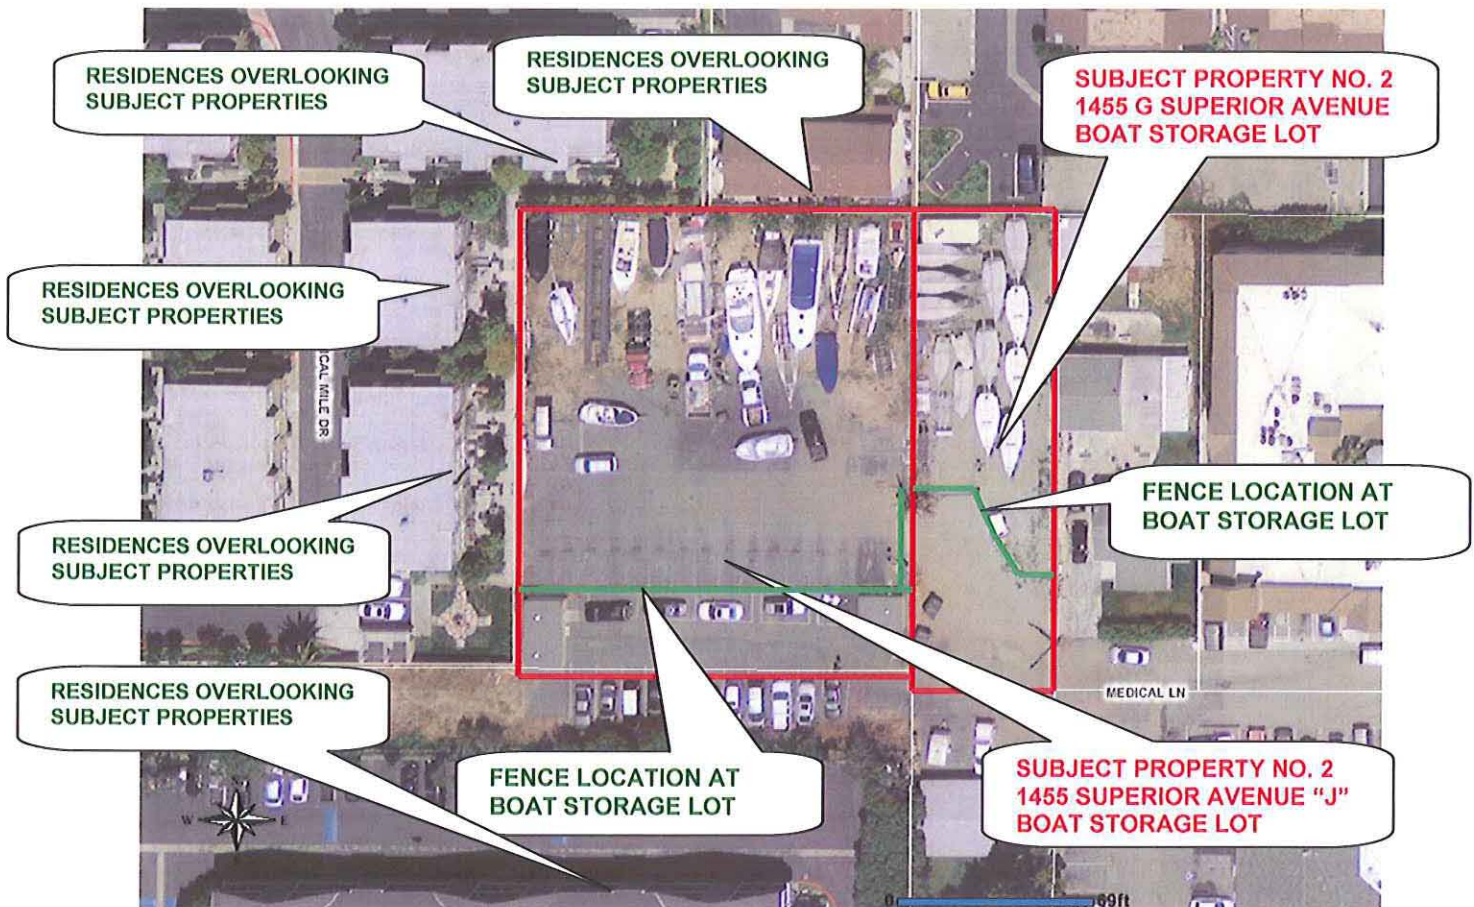 RESIDENCES OVERLOOKING
SUBJECT PROPERTIES
RESIDENCES OVERLOOKING
SUBJECT PROPERTIES
SUBJECT PROPERTY NO. 2
1455 G SUPERIOR AVENUE
BOAT STORAGE LOT
RESIDENCES OVERLOOKING
SUBJECT PROPERTIES
CAL MILE DR
FENCE LOCATION AT
BOAT STORAGE LOT
RESIDENCES OVERLOOKING
SUBJECT PROPERTIES
RESIDENCES OVERLOOKING
SUBJECT PROPERTIES
MEDICAL LN
FENCE LOCATION AT
BOAT STORAGE LOT
SUBJECT PROPERTY NO. 2
1455 SUPERIOR AVENUE “J”
BOAT STORAGE LOT
W E
0 69ft